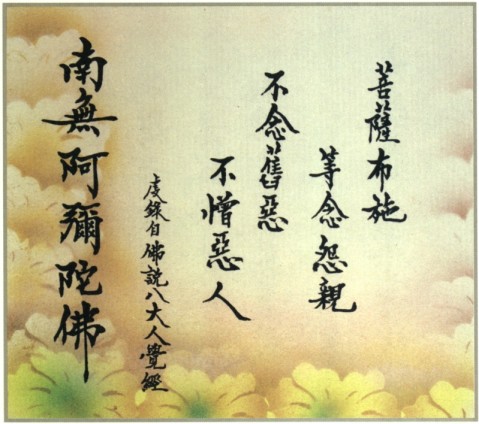 菩薩布施
等念怨親
不念舊惡
不憎惡人
虔錄自佛說八大人覺經
南無阿彌陀佛